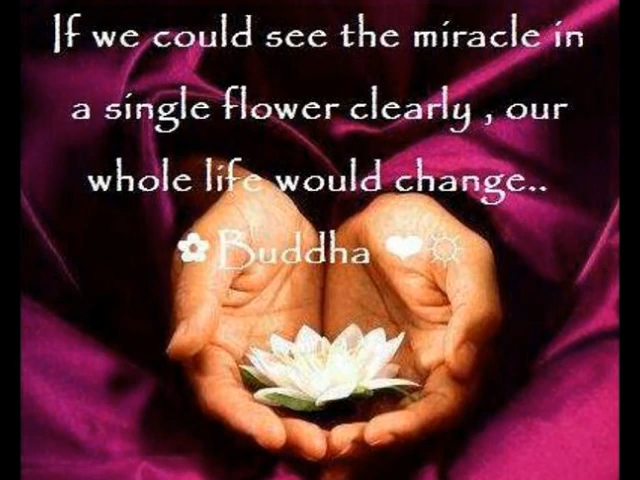 If we could see the miracle in
a single flower clearly , our
whole life would change..
✿Buddha ❤☼